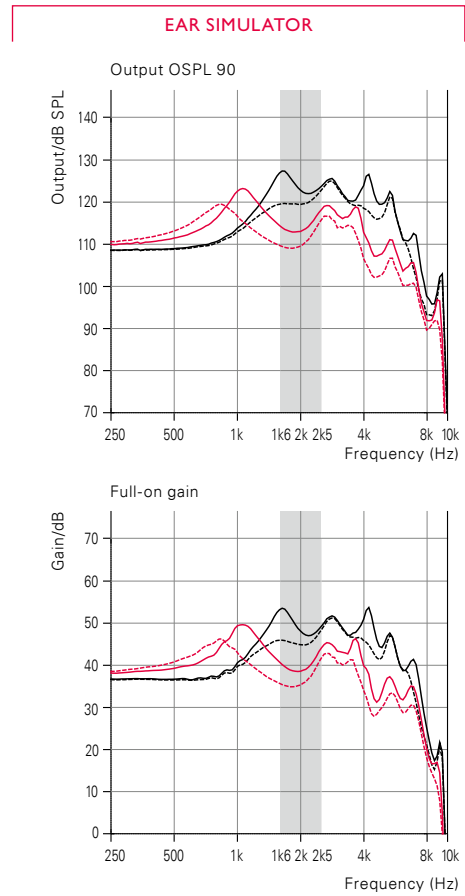 EAR SIMULATOR
Output OSPL 90
Output/dB SPL
140
130
120
110
100
90
80
70
250 500 1k 1k6 2k 2k5 4k 8k 10k
Frequency (Hz)
Full-on gain
Gain/dB
70
60
50
40
30
20
10
0
250 500 1k 1k6 2k 2k5 4k 8k 10k
Frequency (Hz)